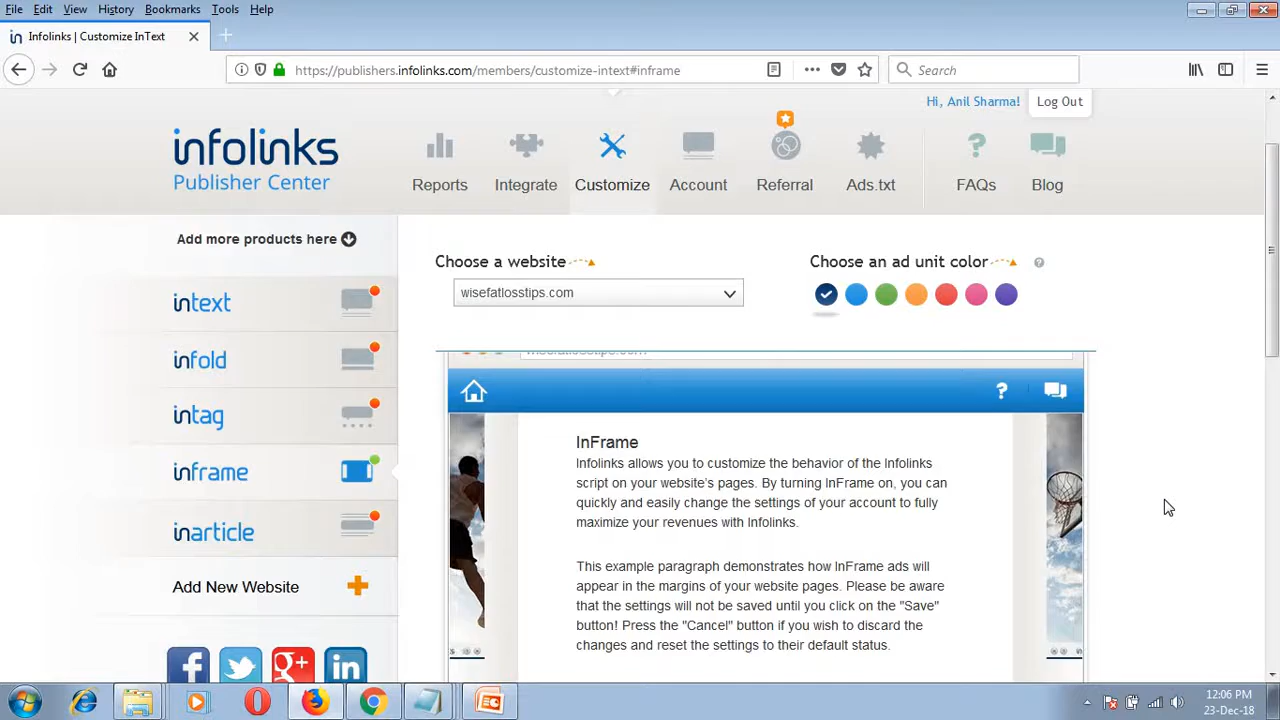 File Edit View History Bookmarks Tools Help
in Infolinks | Customize InText
https://publishers.infolinks.com/members/customize-intext#inframe
Search
Hi, Anil Sharma! Log Out
infolinks
Publisher Center
Reports Integrate Customize Account Referral Ads.txt FAQs Blog
Add more products here
Choose a website
Choose an ad unit color
wisefatlosstips.com
intext
infold
intag
inframe
inarticle
Add New Website
InFrame
Infolinks allows you to customize the behavior of the Infolinks
script on your website's pages. By turning InFrame on, you can
quickly and easily change the settings of your account to fully
maximize your revenues with Infolinks.
This example paragraph demonstrates how InFrame ads will
appear in the margins of your website pages. Please be aware
that the settings will not be saved until you click on the "Save"
button! Press the "Cancel" button if you wish to discard the
changes and reset the settings to their default status.
12:06 PM
23-Dec-18